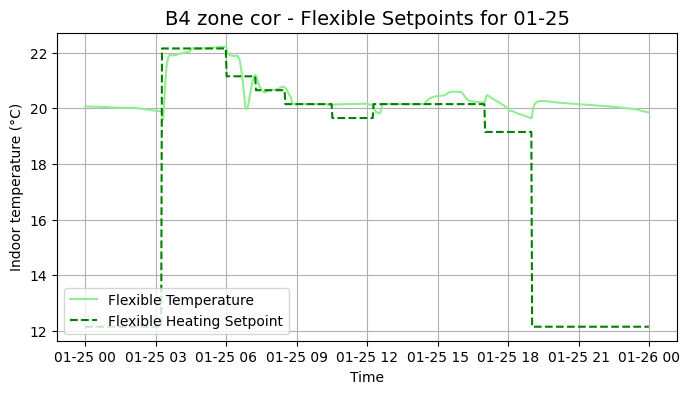 B4 zone cor - Flexible Setpoints for 01-25
Indoor temperature (°C)
22
20
18
16
14
12
Flexible Temperature
Flexible Heating Setpoint
01-25 00 01-25 03 01-25 06 01-25 09 01-25 12 01-25 15 01-25 18 01-25 21 01-26 00
Time